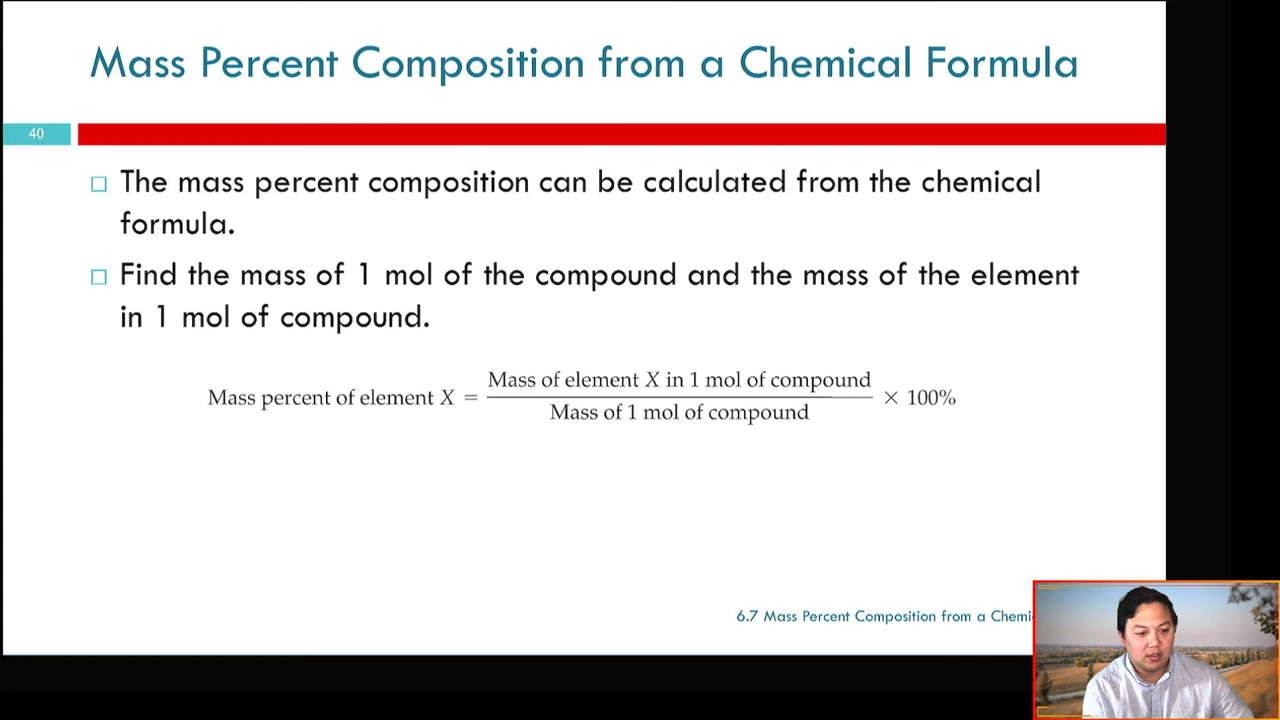 Mass Percent Composition from a Chemical Formula
40
The mass percent composition can be calculated from the chemical
formula.
Find the mass of 1 mol of the compound and the mass of the element
in 1 mol of compound.
Mass percent of element X = Mass of element X in 1 mol of compound / Mass of 1 mol of compound × 100%
6.7 Mass Percent Composition from a